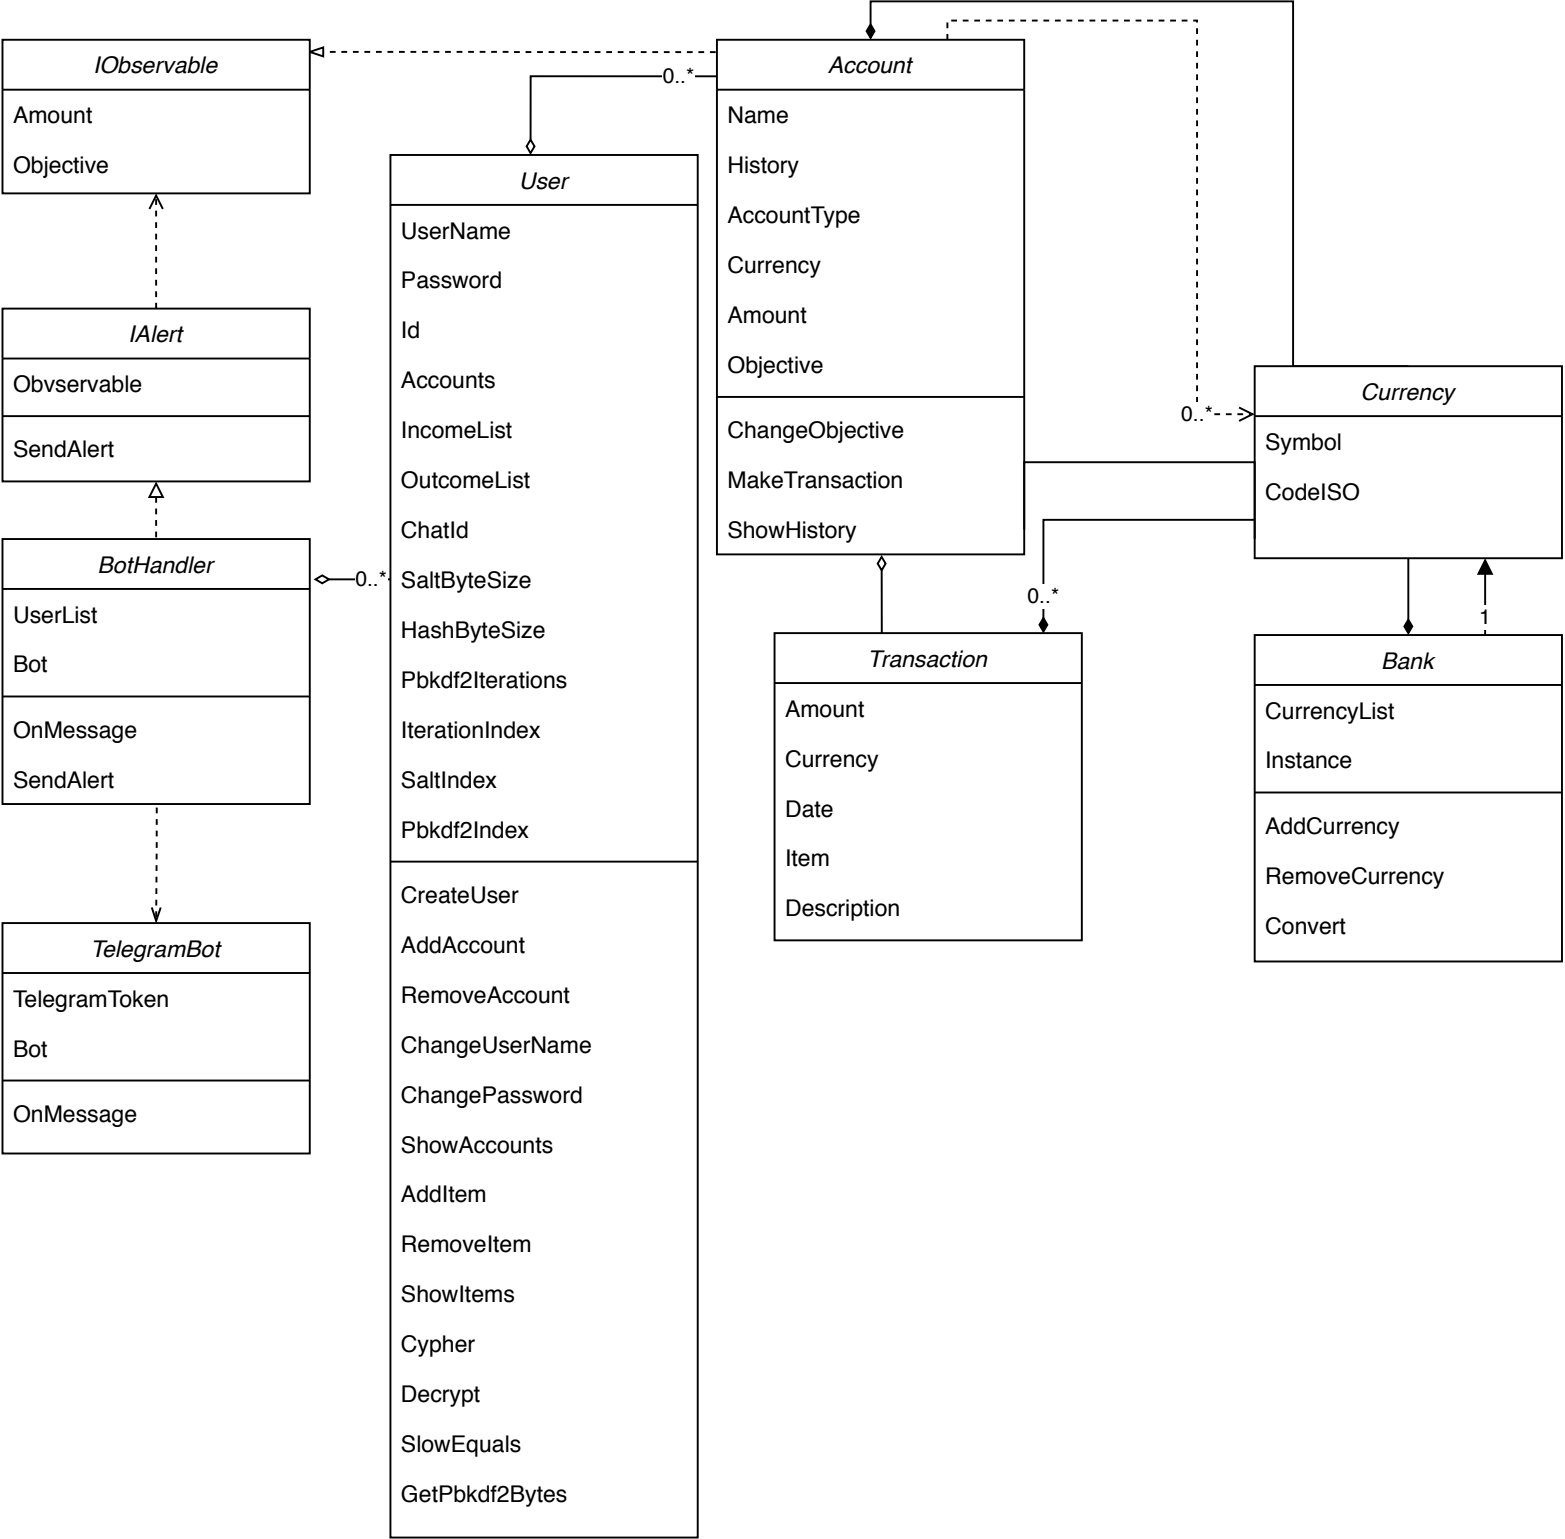 IObservable
Amount
Objective
IAlert
Obvservable
SendAlert
BotHandler
UserList
Bot
OnMessage
SendAlert
TelegramBot
TelegramToken
Bot
OnMessage
0..*
User
UserName
Password
Id
Accounts
IncomeList
OutcomeList
ChatId
SaltByteSize
HashByteSize
Pbkdf2Iterations
IterationIndex
SaltIndex
Pbkdf2Index
CreateUser
AddAccount
RemoveAccount
ChangeUserName
ChangePassword
ShowAccounts
AddItem
RemoveItem
ShowItems
Cypher
Decrypt
SlowEquals
GetPbkdf2Bytes
0..*
Account
Name
History
AccountType
Currency
Amount
Objective
ChangeObjective
MakeTransaction
ShowHistory
0..*
Transaction
Amount
Currency
Date
Item
Description
0..*
Currency
Symbol
CodeISO
1
Bank
CurrencyList
Instance
AddCurrency
RemoveCurrency
Convert